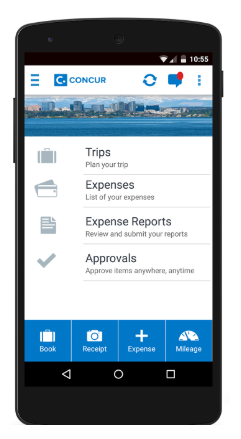 10:55
C. CONCUR
Trips
Plan your trip
Expenses
List of your expenses
Expense Reports
Review and submit your reports
Approvals
Approve items anywhere, anytime
Book
Receipt
Expense
Mileage